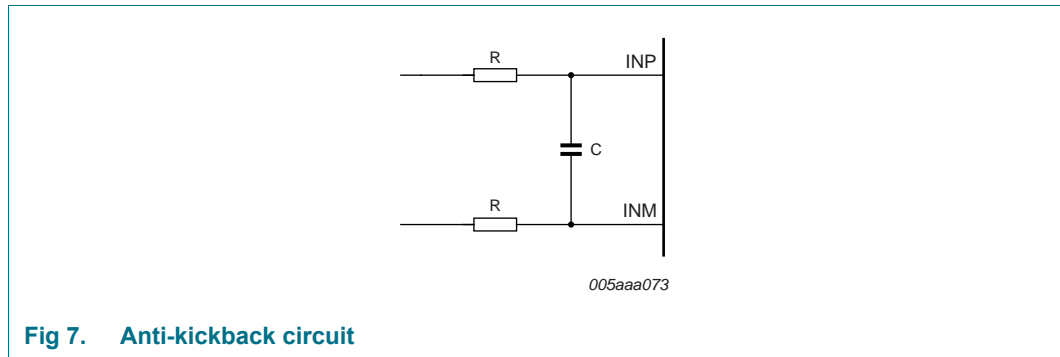 R
INP
C
R
INM
005aaa073
Fig 7. Anti-kickback circuit